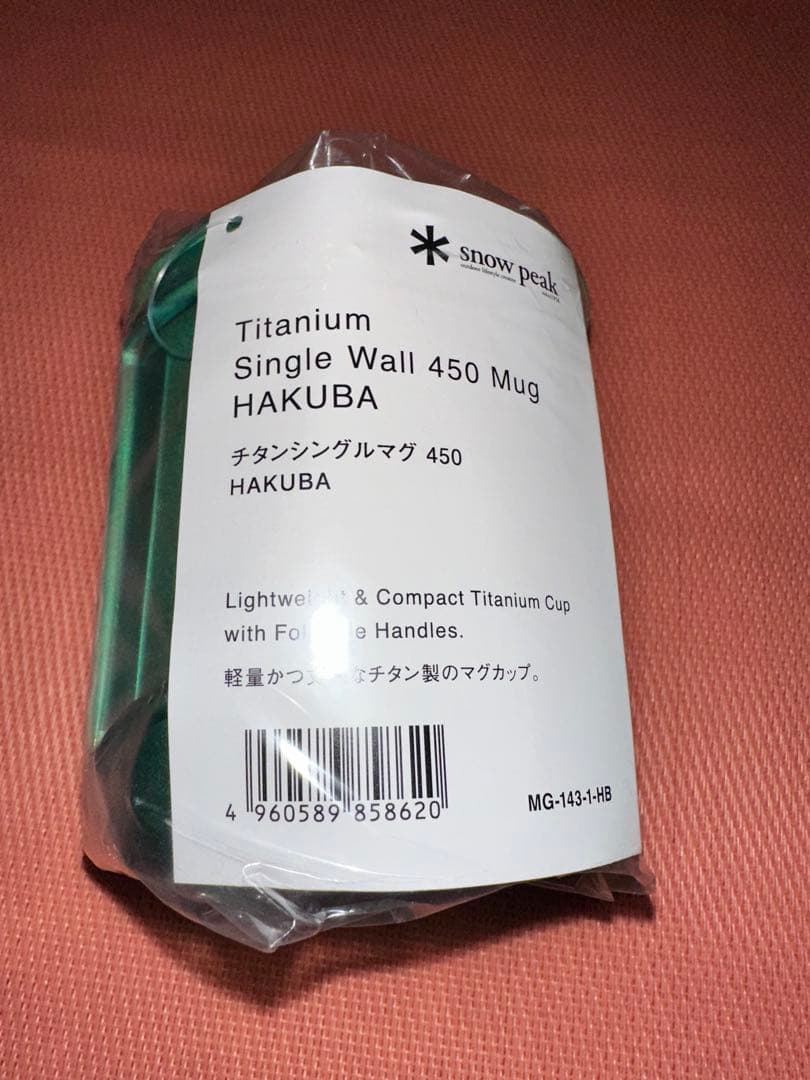 snow peak
Titanium
Single Wall 450 Mug
HAKUBA
チタンシングルマグ 450
HAKUBA
& Compact Titanium Cup
with Handles.
軽量かつ なチタン製のマグカップ。
4 960589 858620
MG-143-1-HB